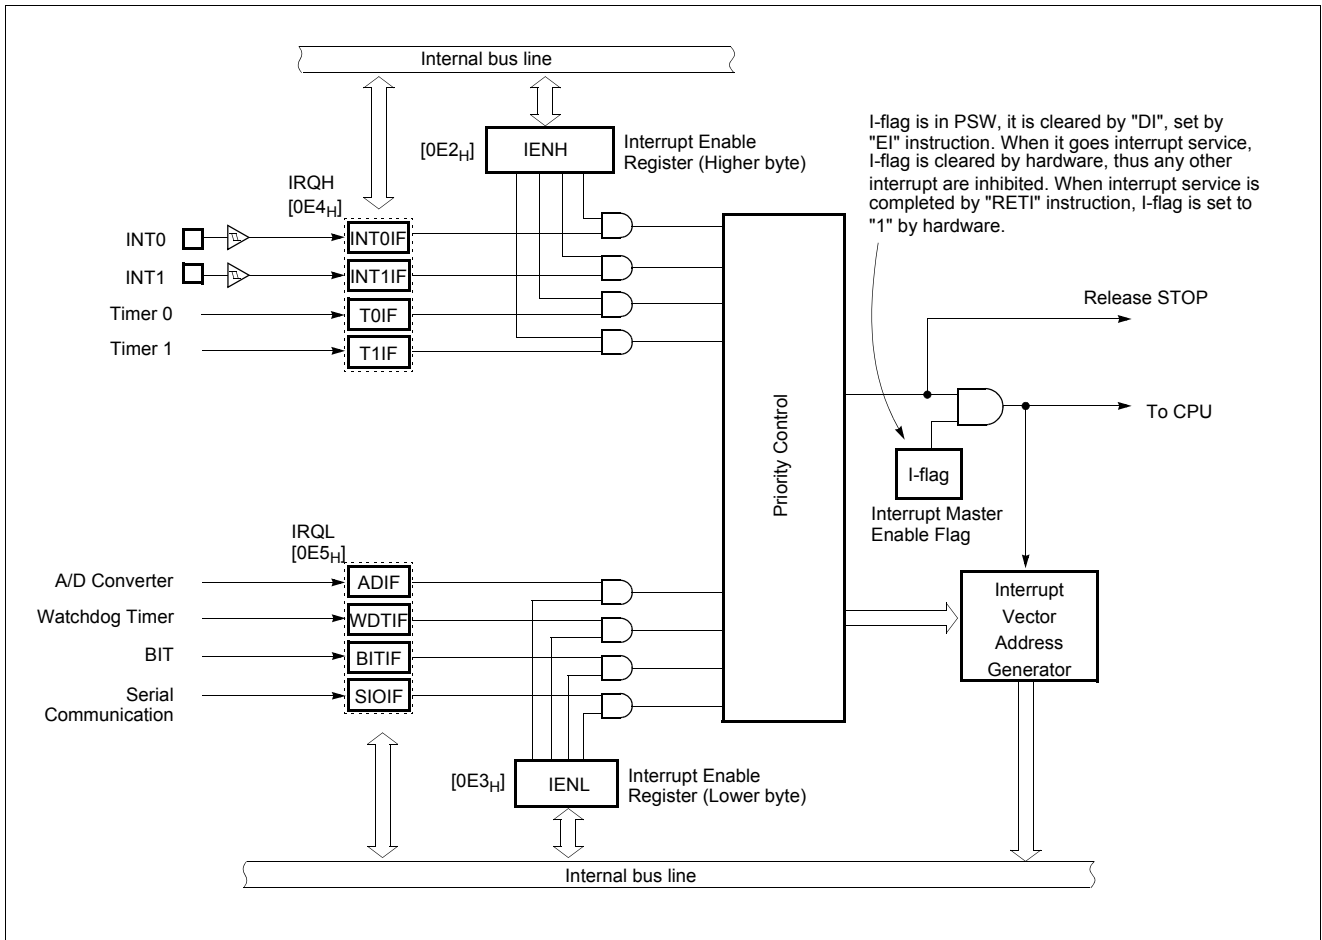 Internal bus line
I-flag is in PSW, it is cleared by "DI", set by
"EI" instruction. When it goes interrupt service,
I-flag is cleared by hardware, thus any other
interrupt are inhibited. When interrupt service is
completed by "RETI" instruction, I-flag is set to
"1" by hardware.
[0E2H]
IENH
Interrupt Enable
Register (Higher byte)
IRQH
[0E4H]
INT0
INT0IF
INT1
INT1IF
Timer 0
T0IF
Timer 1
T1IF
Release STOP
Priority Control
To CPU
I-flag
Interrupt Master
Enable Flag
IRQL
[0E5H]
A/D Converter
ADIF
Watchdog Timer
WDTIF
BIT
BITIF
Serial
Communication
SIOIF
Interrupt
Vector
Address
Generator
[0E3H]
IENL
Interrupt Enable
Register (Lower byte)
Internal bus line